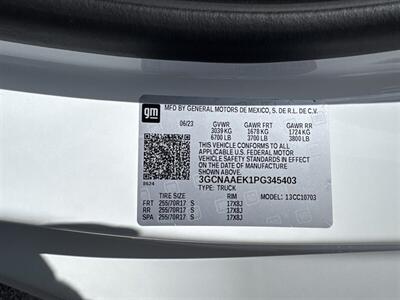 gm
MFD BY GENERAL MOTORS DE MEXICO, S. DE R.L. DE C.V.
06/23 GVWR GAWR FRT GAWR RR
3039 KG 1678 KG 1724 KG
6700 LB 3700 LB 3800 LB
THIS VEHICLE CONFORMS TO ALL
APPLICABLE U.S. FEDERAL MOTOR
VEHICLE SAFETY STANDARDS IN
EFFECT ON THE DATE OF
MANUFACTURE SHOWN ABOVE.
3GCNAAEK1PG345403
8624 TYPE: TRUCK
TIRE SIZE RIM MODEL: 13CC10703
FRT 255/70R17 S 17X8J
RR 255/70R17 S 17X8J
SPA 255/70R17 S 17X8J